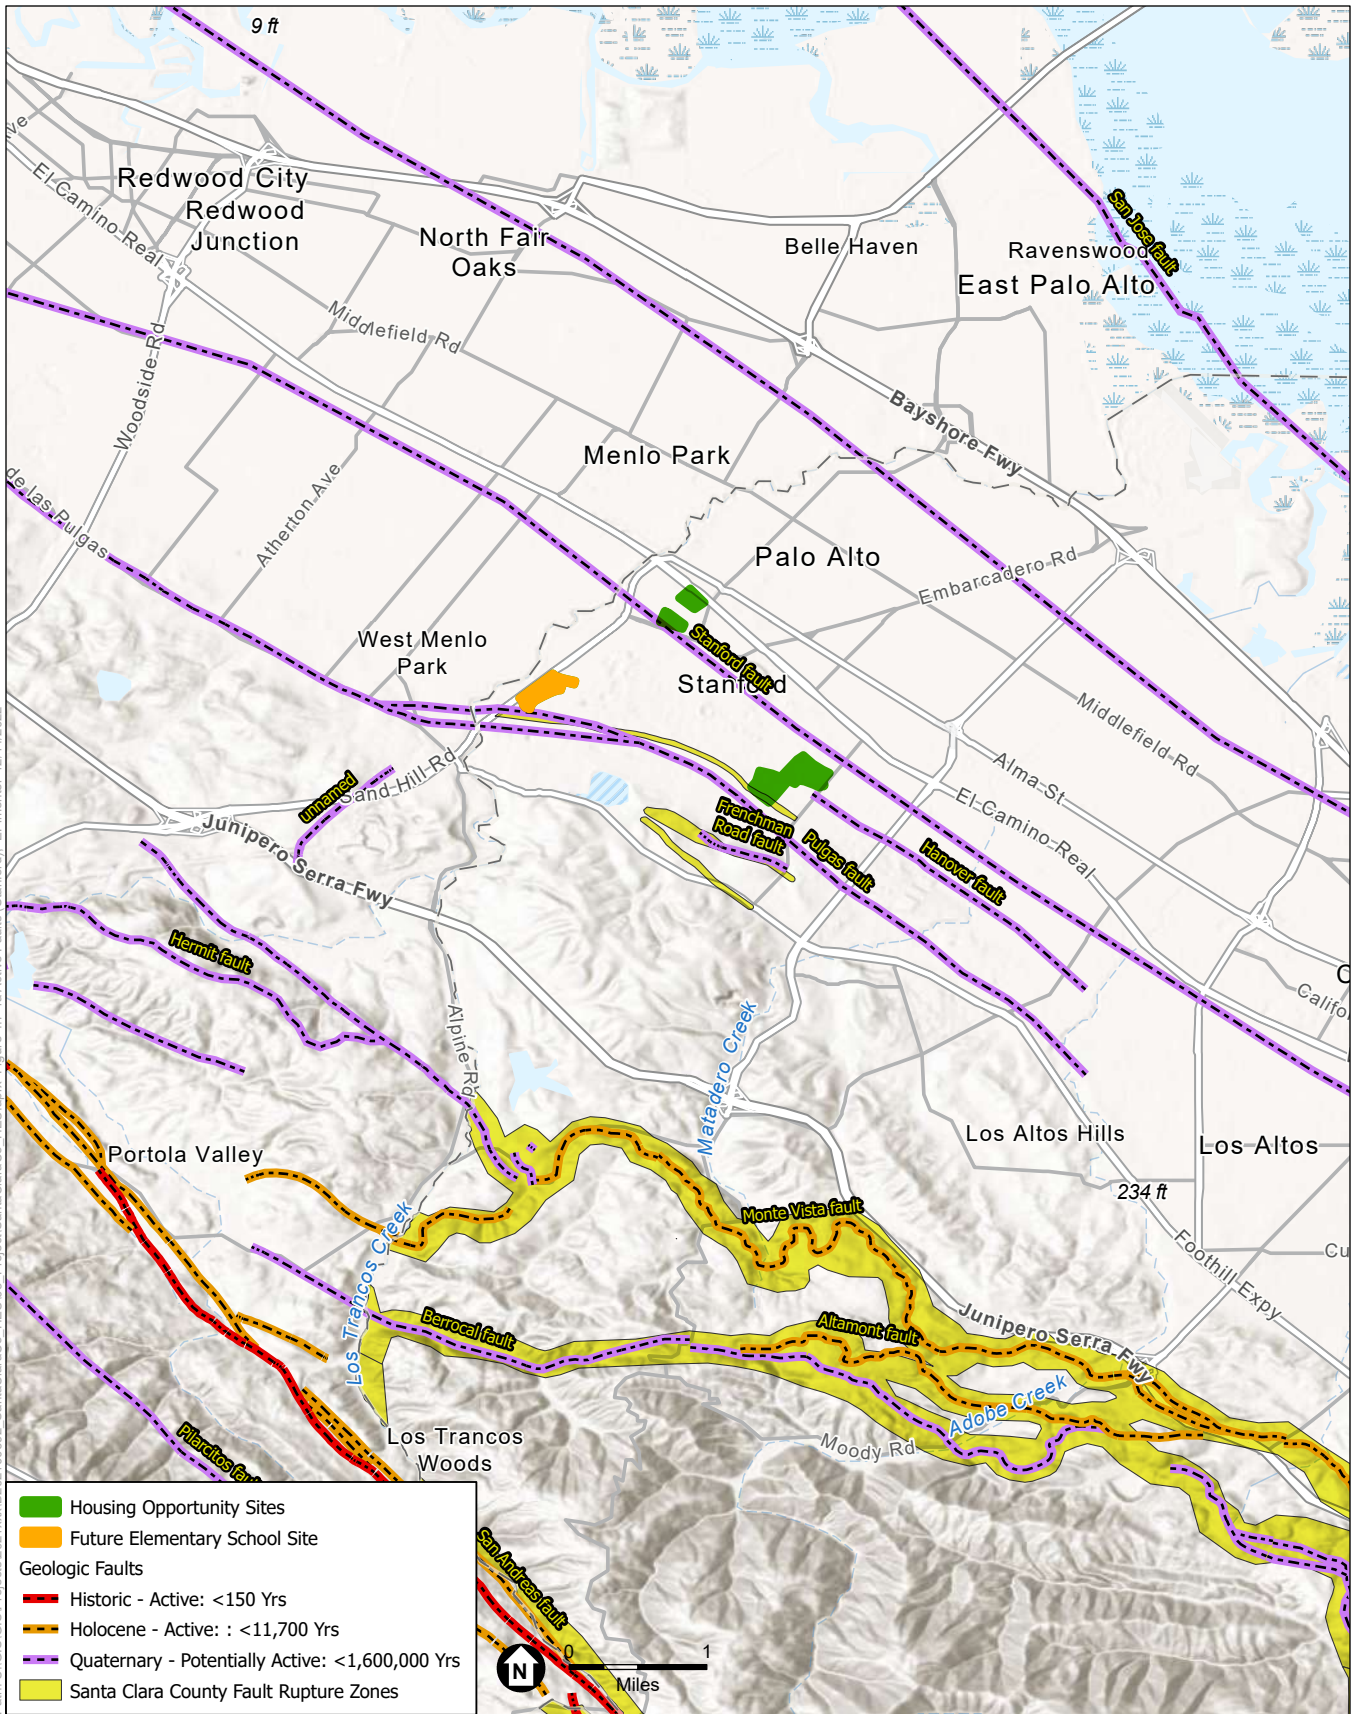 9 ft
Ave
El Camino Real
Redwood City
Redwood
Junction
North Fair
Oaks
Belle Haven
Ravenswood
East Palo Alto
San Jose fault
Middlefield Rd
Woodside Rd
Bayshore Fwy
Menlo Park
de las Pulgas
Atherton Ave
Palo Alto
Embarcadero Rd
West Menlo
Park
Stanford fault
Stanford
Middlefield Rd
Alma St
El Camino Real
Sand Hill Rd
unnamed
Junipero Serra Fwy
Frenchman
Road fault
Pulgas fault
Hanover fault
Hermit fault
Alpine Rd
Matadero Creek
C
Califor
Portola Valley
Los Altos Hills
Los Altos
234 ft
Monte Vista fault
Los Trancos Creek
Foothill Expy
Cu
Berrocal fault
Altamont fault
Junipero Serra Fwy
Adobe Creek
Moody Rd
Los Trancos
Woods
Pilarcitos fault
San Andreas fault
Housing Opportunity Sites
Future Elementary School Site
Geologic Faults
Historic - Active: <150 Yrs
Holocene - Active: : <11,700 Yrs
Quaternary - Potentially Active: <1,600,000 Yrs
Santa Clara County Fault Rupture Zones
N
0 1
Miles